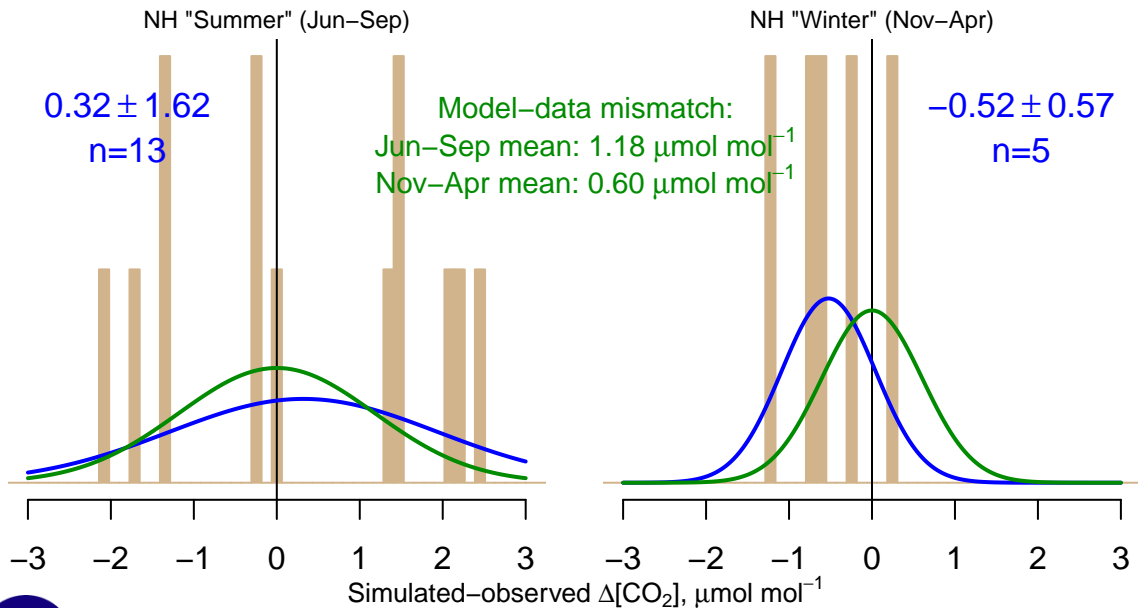 NH "Summer" (Jun−Sep)
0.32 ± 1.62
n=13
Model−data mismatch:
Jun−Sep mean: 1.18 μmol mol⁻¹
Nov−Apr mean: 0.60 μmol mol⁻¹
NH "Winter" (Nov−Apr)
−0.52 ± 0.57
n=5
−3 −2 −1 0 1 2 3
−3 −2 −1 0 1 2 3
Simulated−observed Δ[CO₂], μmol mol⁻¹